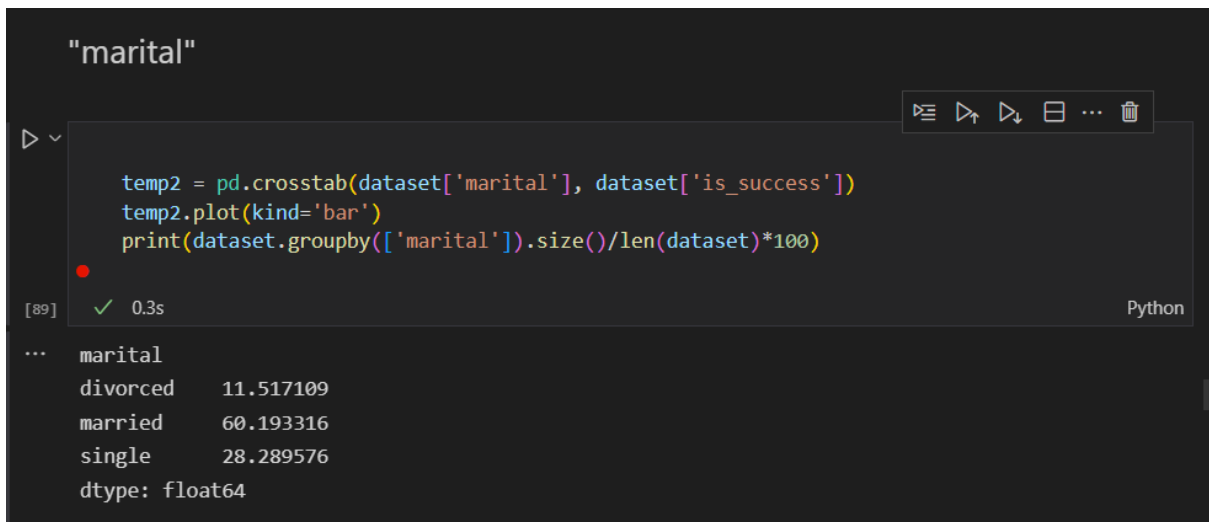 "marital"
temp2 = pd.crosstab(dataset['marital'], dataset['is_success'])
temp2.plot(kind='bar')
print(dataset.groupby(['marital']).size()/len(dataset)*100)
[89] ✓ 0.3s Python
... marital
divorced 11.517109
married 60.193316
single 28.289576
dtype: float64